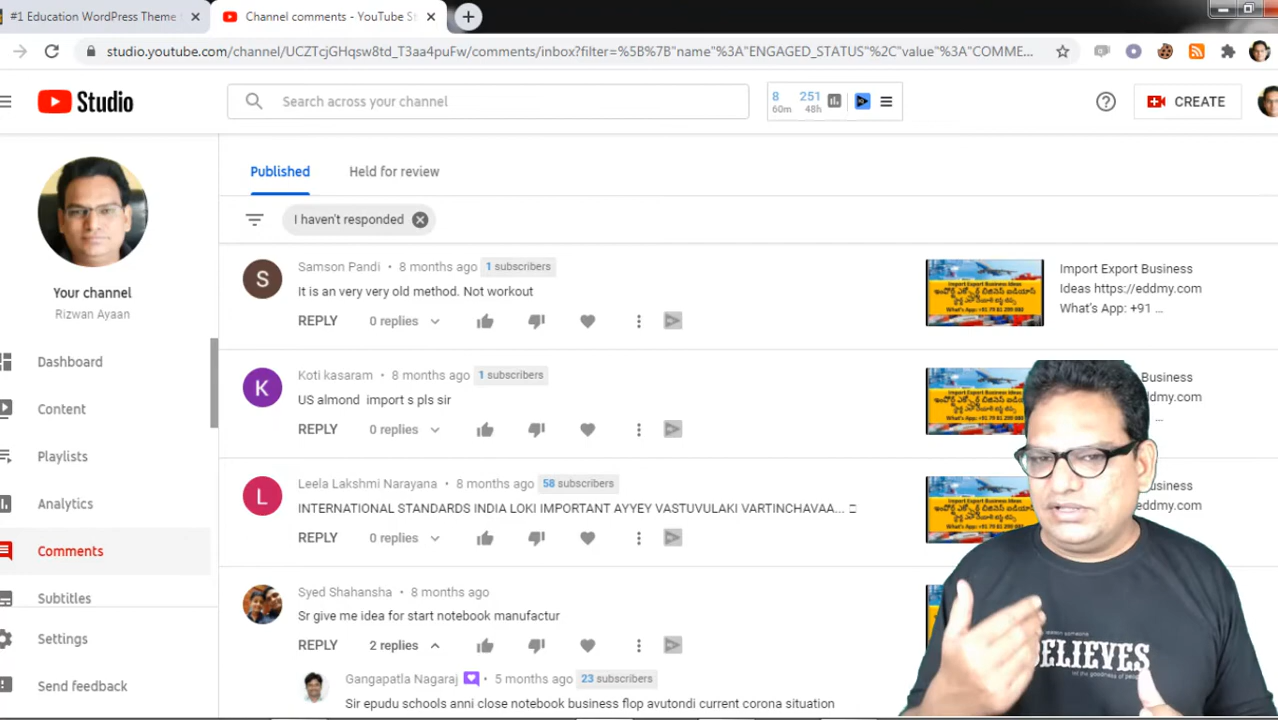 #1 Education WordPress Theme
Channel comments - YouTube St
studio.youtube.com/channel/UCZTcjGHqsw8td_T3aa4puFw/comments/inbox?filter=%5B%7B"name"%3A"ENGAGED_STATUS"%2C"value"%3A"COMME...
Studio
Search across your channel
8 60m 251 48h
CREATE
Published Held for review
I haven't responded
Your channel
Rizwan Ayaan
Dashboard
Content
Playlists
Analytics
Comments
Subtitles
Settings
Send feedback
S
Samson Pandi • 8 months ago 1 subscribers
It is an very very old method. Not workout
REPLY 0 replies
Import Export Business Ideas
ఇంపోర్ట్ ఎక్స్పోర్ట్ బిజినెస్ ఐడియాస్
Import Export Business
Ideas https://eddmy.com
What's App: +91 ...
K
Koti kasaram • 8 months ago 1 subscribers
US almond import s pls sir
REPLY 0 replies
Business
eddmy.com
...
L
Leela Lakshmi Narayana • 8 months ago 58 subscribers
INTERNATIONAL STANDARDS INDIA LOKI IMPORTANT AYYEY VASTUVULAKI VARTINCHAVAA...
REPLY 0 replies
Business
eddmy.com
Syed Shahansha • 8 months ago
Sr give me idea for start notebook manufactur
REPLY 2 replies
Gangapatla Nagaraj • 5 months ago 23 subscribers
Sir epudu schools anni close notebook business flop avutondi current corona situation
BELIEVES